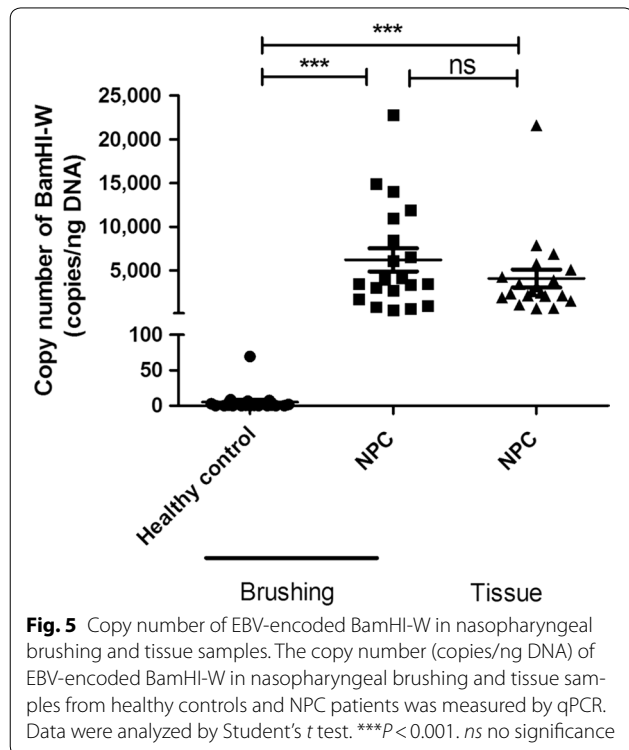 ***
*** ns
25,000
20,000
15,000
10,000
5,000
100
50
0
Copy number of BamHI-W
(copies/ng DNA)
Healthy control
NPC
NPC
Brushing Tissue
Fig. 5 Copy number of EBV-encoded BamHI-W in nasopharyngeal
brushing and tissue samples. The copy number (copies/ng DNA) of
EBV-encoded BamHI-W in nasopharyngeal brushing and tissue sam-
ples from healthy controls and NPC patients was measured by qPCR.
Data were analyzed by Student’s t test. ***P < 0.001. ns no significance